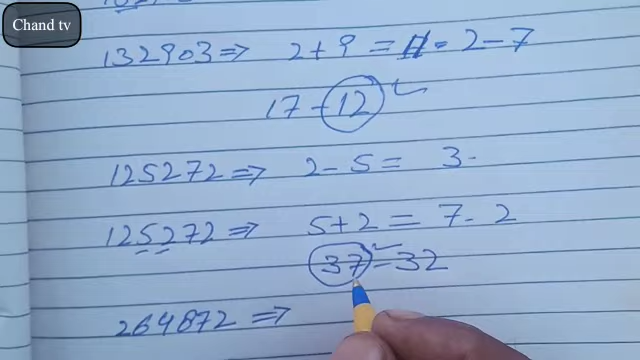 Chand tv
132903 => 2+9 = 11 = 2-7
17-12
125272 => 2-5 = 3-
125272 => 5+2 = 7-2
37-32
264872 =>